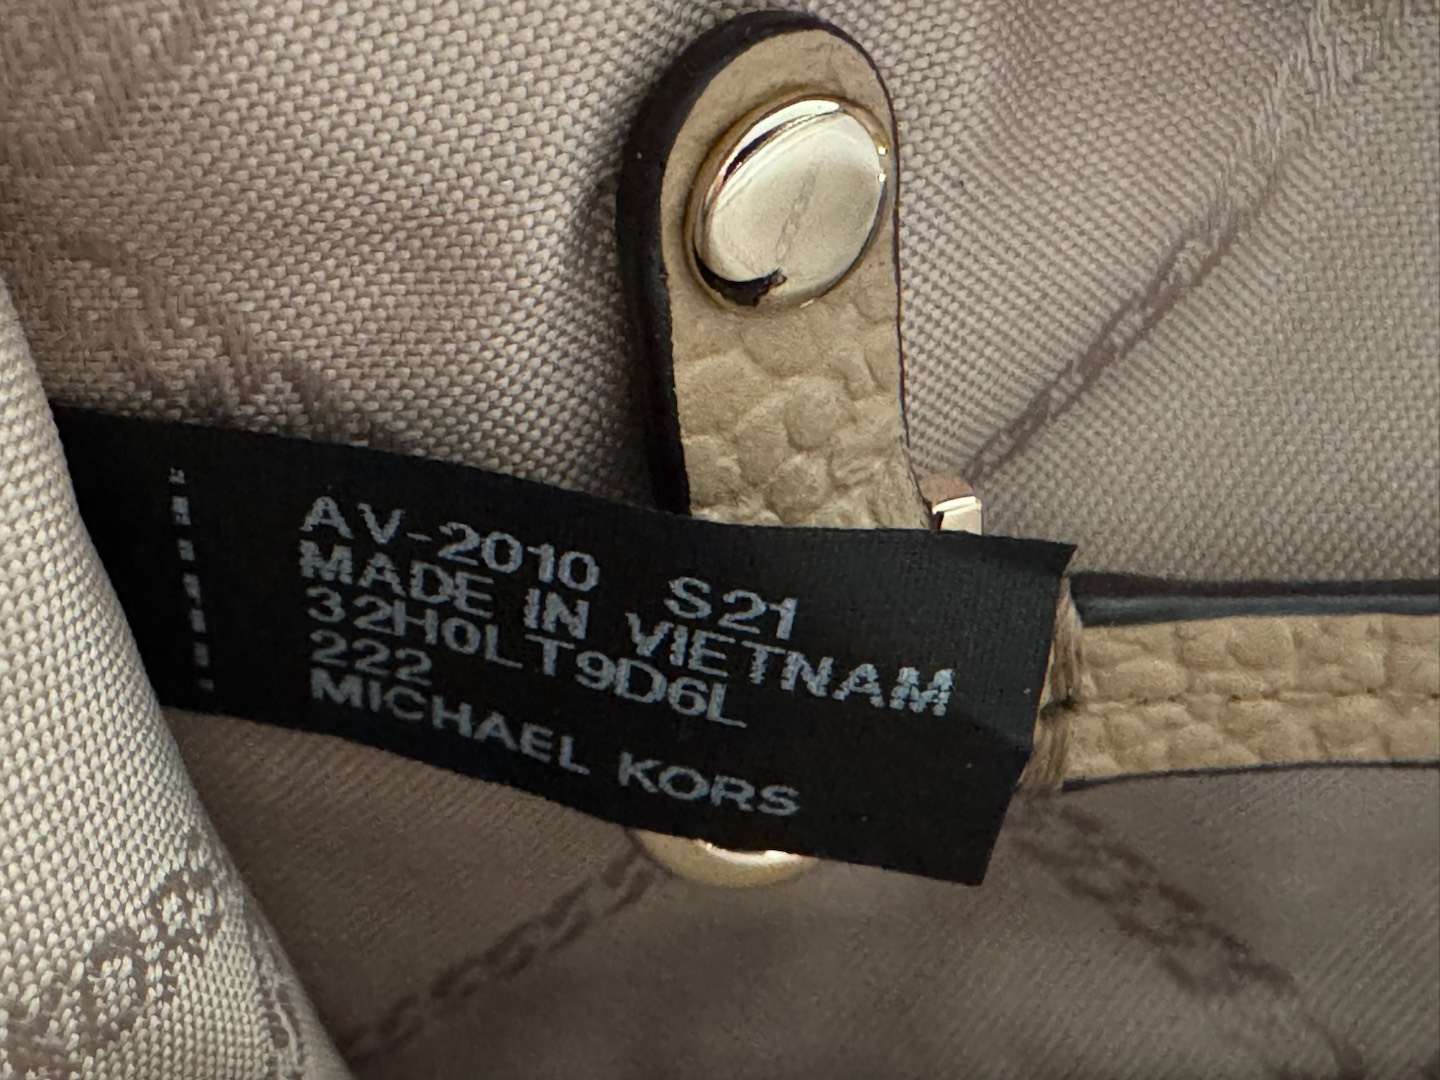 AV-2010 S21
MADE IN VIETNAM
32H0LT9D6L
222
MICHAEL KORS